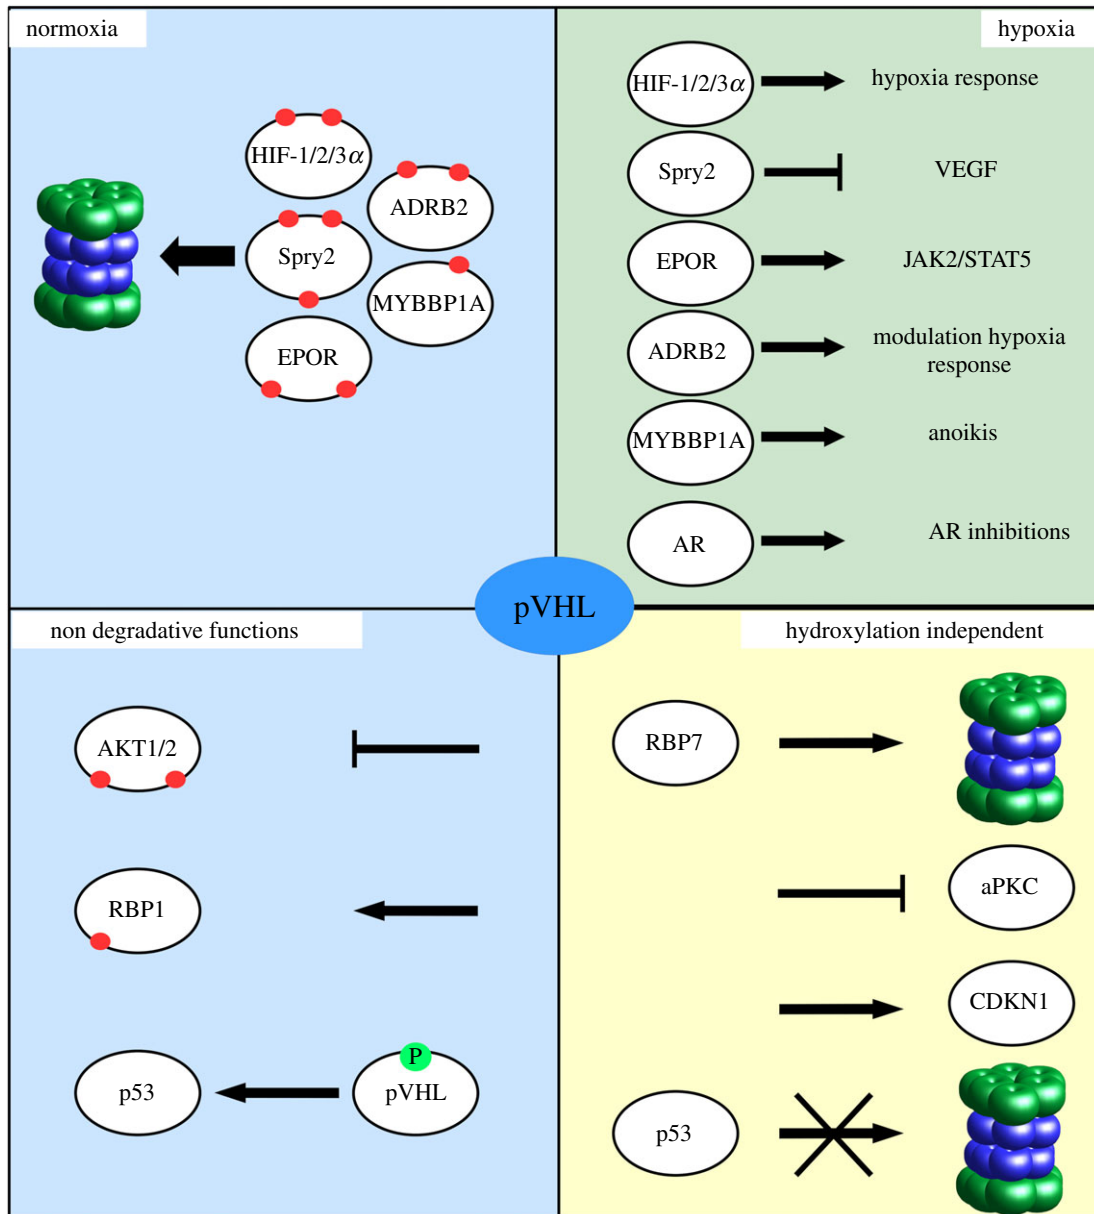 normoxia
HIF-1/2/3α
ADRB2
Spry2
MYBBP1A
EPOR
hypoxia
HIF-1/2/3α
hypoxia response
Spry2
VEGF
EPOR
JAK2/STAT5
ADRB2
modulation hypoxia
response
MYBBP1A
anoikis
AR
AR inhibitions
pVHL
non degradative functions
AKT1/2
RBP1
p53
P
pVHL
hydroxylation independent
RBP7
aPKC
CDKN1
p53